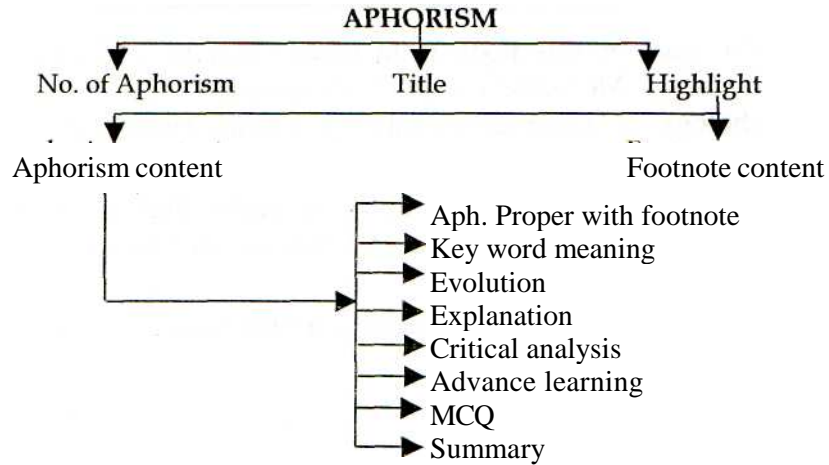 APHORISM
No. of Aphorism Title Highlight
Aphorism content Footnote content
Aph. Proper with footnote
Key word meaning
Evolution
Explanation
Critical analysis
Advance learning
MCQ
Summary